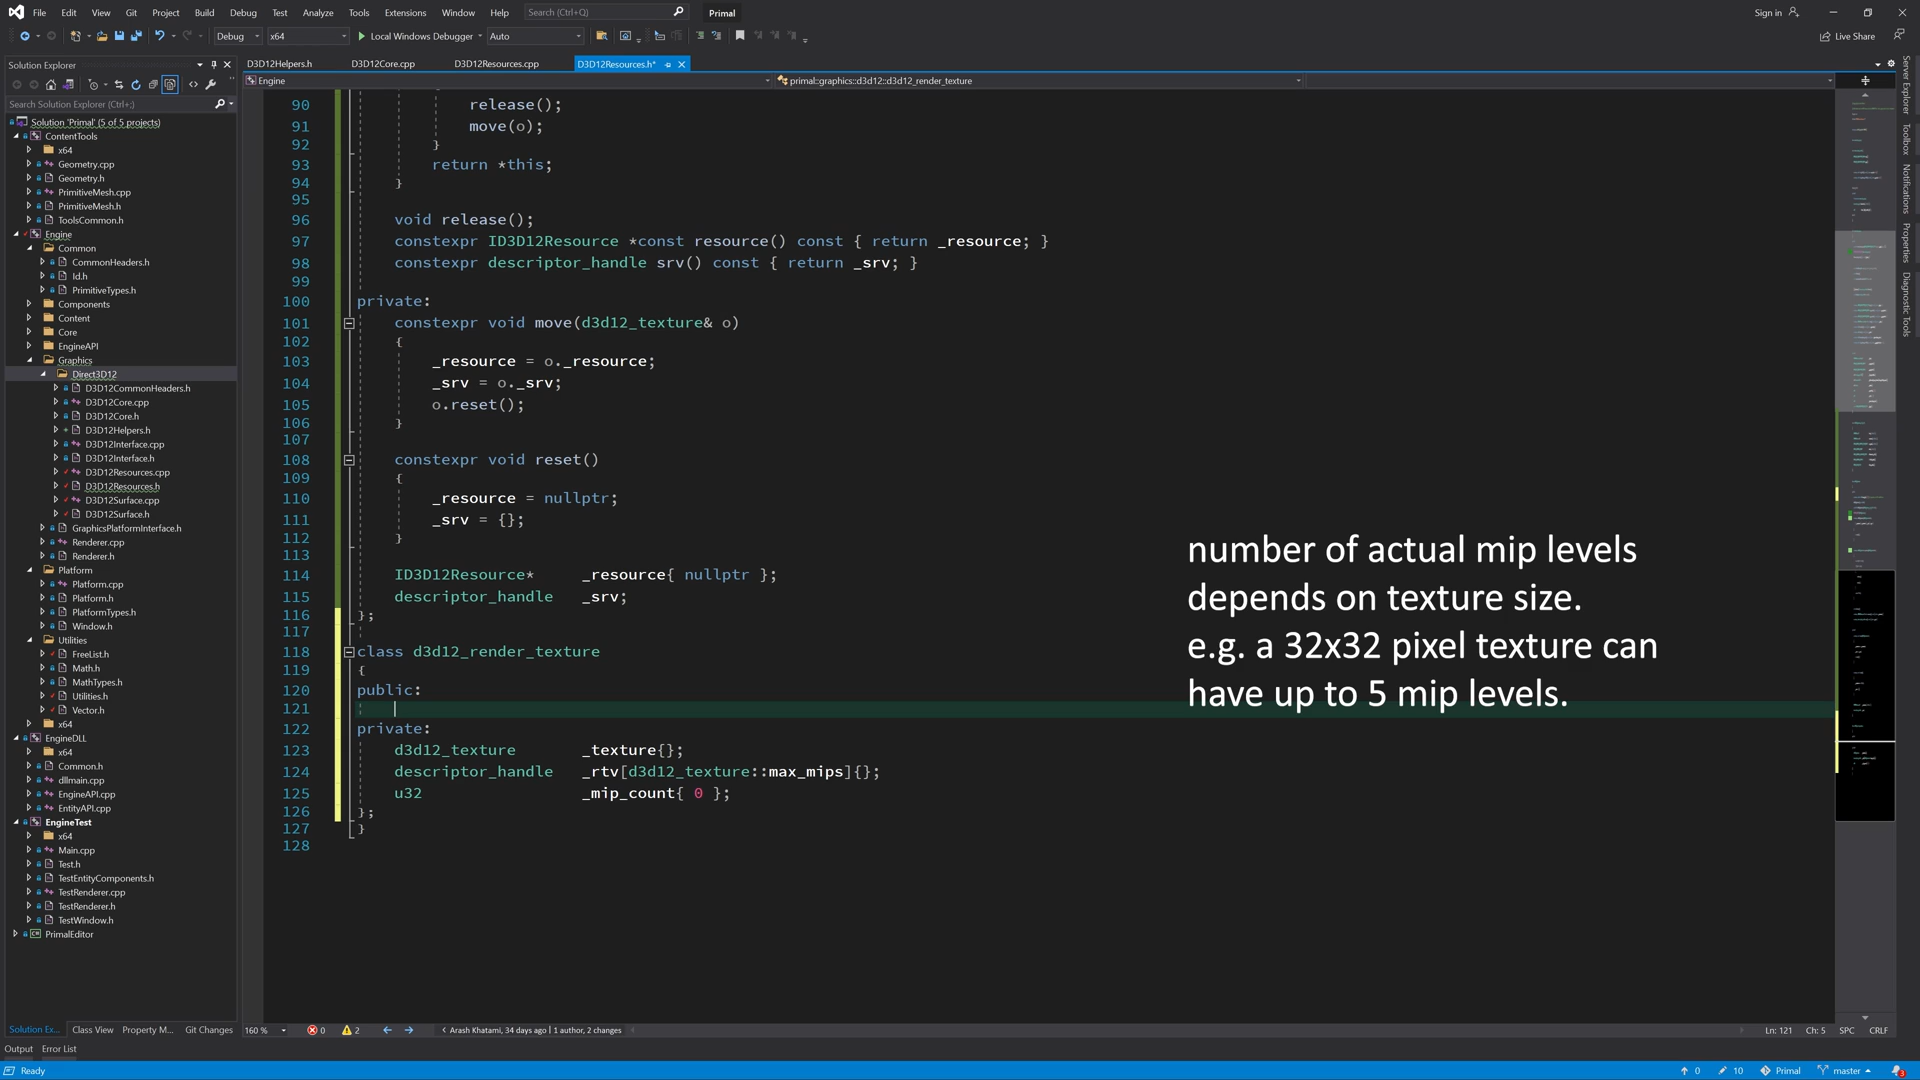 File Edit View Git Project Build Debug Test Analyze Tools Extensions Window Help Search (Ctrl+Q) Primal Sign in
Debug x64 Local Windows Debugger Auto Live Share
Solution Explorer
Search Solution Explorer (Ctrl+;)
Solution 'Primal' (5 of 5 projects)
ContentTools
x64
Geometry.cpp
Geometry.h
PrimitiveMesh.cpp
PrimitiveMesh.h
ToolsCommon.h
Engine
Common
CommonHeaders.h
Id.h
PrimitiveTypes.h
Components
Content
Core
EngineAPI
Graphics
Direct3D12
D3D12CommonHeaders.h
D3D12Core.cpp
D3D12Core.h
D3D12Helpers.h
D3D12Interface.cpp
D3D12Interface.h
D3D12Resources.cpp
D3D12Resources.h
D3D12Surface.cpp
D3D12Surface.h
GraphicsPlatformInterface.h
Renderer.cpp
Renderer.h
Platform
Platform.cpp
Platform.h
PlatformTypes.h
Window.h
Utilities
FreeList.h
Math.h
MathTypes.h
Utilities.h
Vector.h
x64
EngineDLL
x64
Common.h
dllmain.cpp
EngineAPI.cpp
EntityAPI.cpp
EngineTest
x64
Main.cpp
Test.h
TestEntityComponents.h
TestRenderer.cpp
TestRenderer.h
TestWindow.h
PrimalEditor
Solution Ex... Class View Property M... Git Changes
D3D12Helpers.h D3D12Core.cpp D3D12Resources.cpp D3D12Resources.h*
Engine primal::graphics::d3d12::d3d12_render_texture
90 release();
91 move(o);
92 }
93 return *this;
94 }
95
96 void release();
97 constexpr ID3D12Resource *const resource() const { return _resource; }
98 constexpr descriptor_handle srv() const { return _srv; }
99
100 private:
101 constexpr void move(d3d12_texture& o)
102 {
103 _resource = o._resource;
104 _srv = o._srv;
105 o.reset();
106 }
107
108 constexpr void reset()
109 {
110 _resource = nullptr;
111 _srv = {};
112 }
113
114 ID3D12Resource* _resource{ nullptr };
115 descriptor_handle _srv;
116 };
117
118 class d3d12_render_texture
119 {
120 public:
121
122 private:
123 d3d12_texture _texture{};
124 descriptor_handle _rtv[d3d12_texture::max_mips]{};
125 u32 _mip_count{ 0 };
126 };
127 }
128
number of actual mip levels
depends on texture size.
e.g. a 32x32 pixel texture can
have up to 5 mip levels.
Server Explorer
Toolbox
Notifications
Properties
Diagnostic Tools
160 % 0 2 Arash Khatami, 34 days ago | 1 author, 2 changes Ln: 121 Ch: 5 SPC CRLF
Output Error List
Ready 0 10 Primal master 3